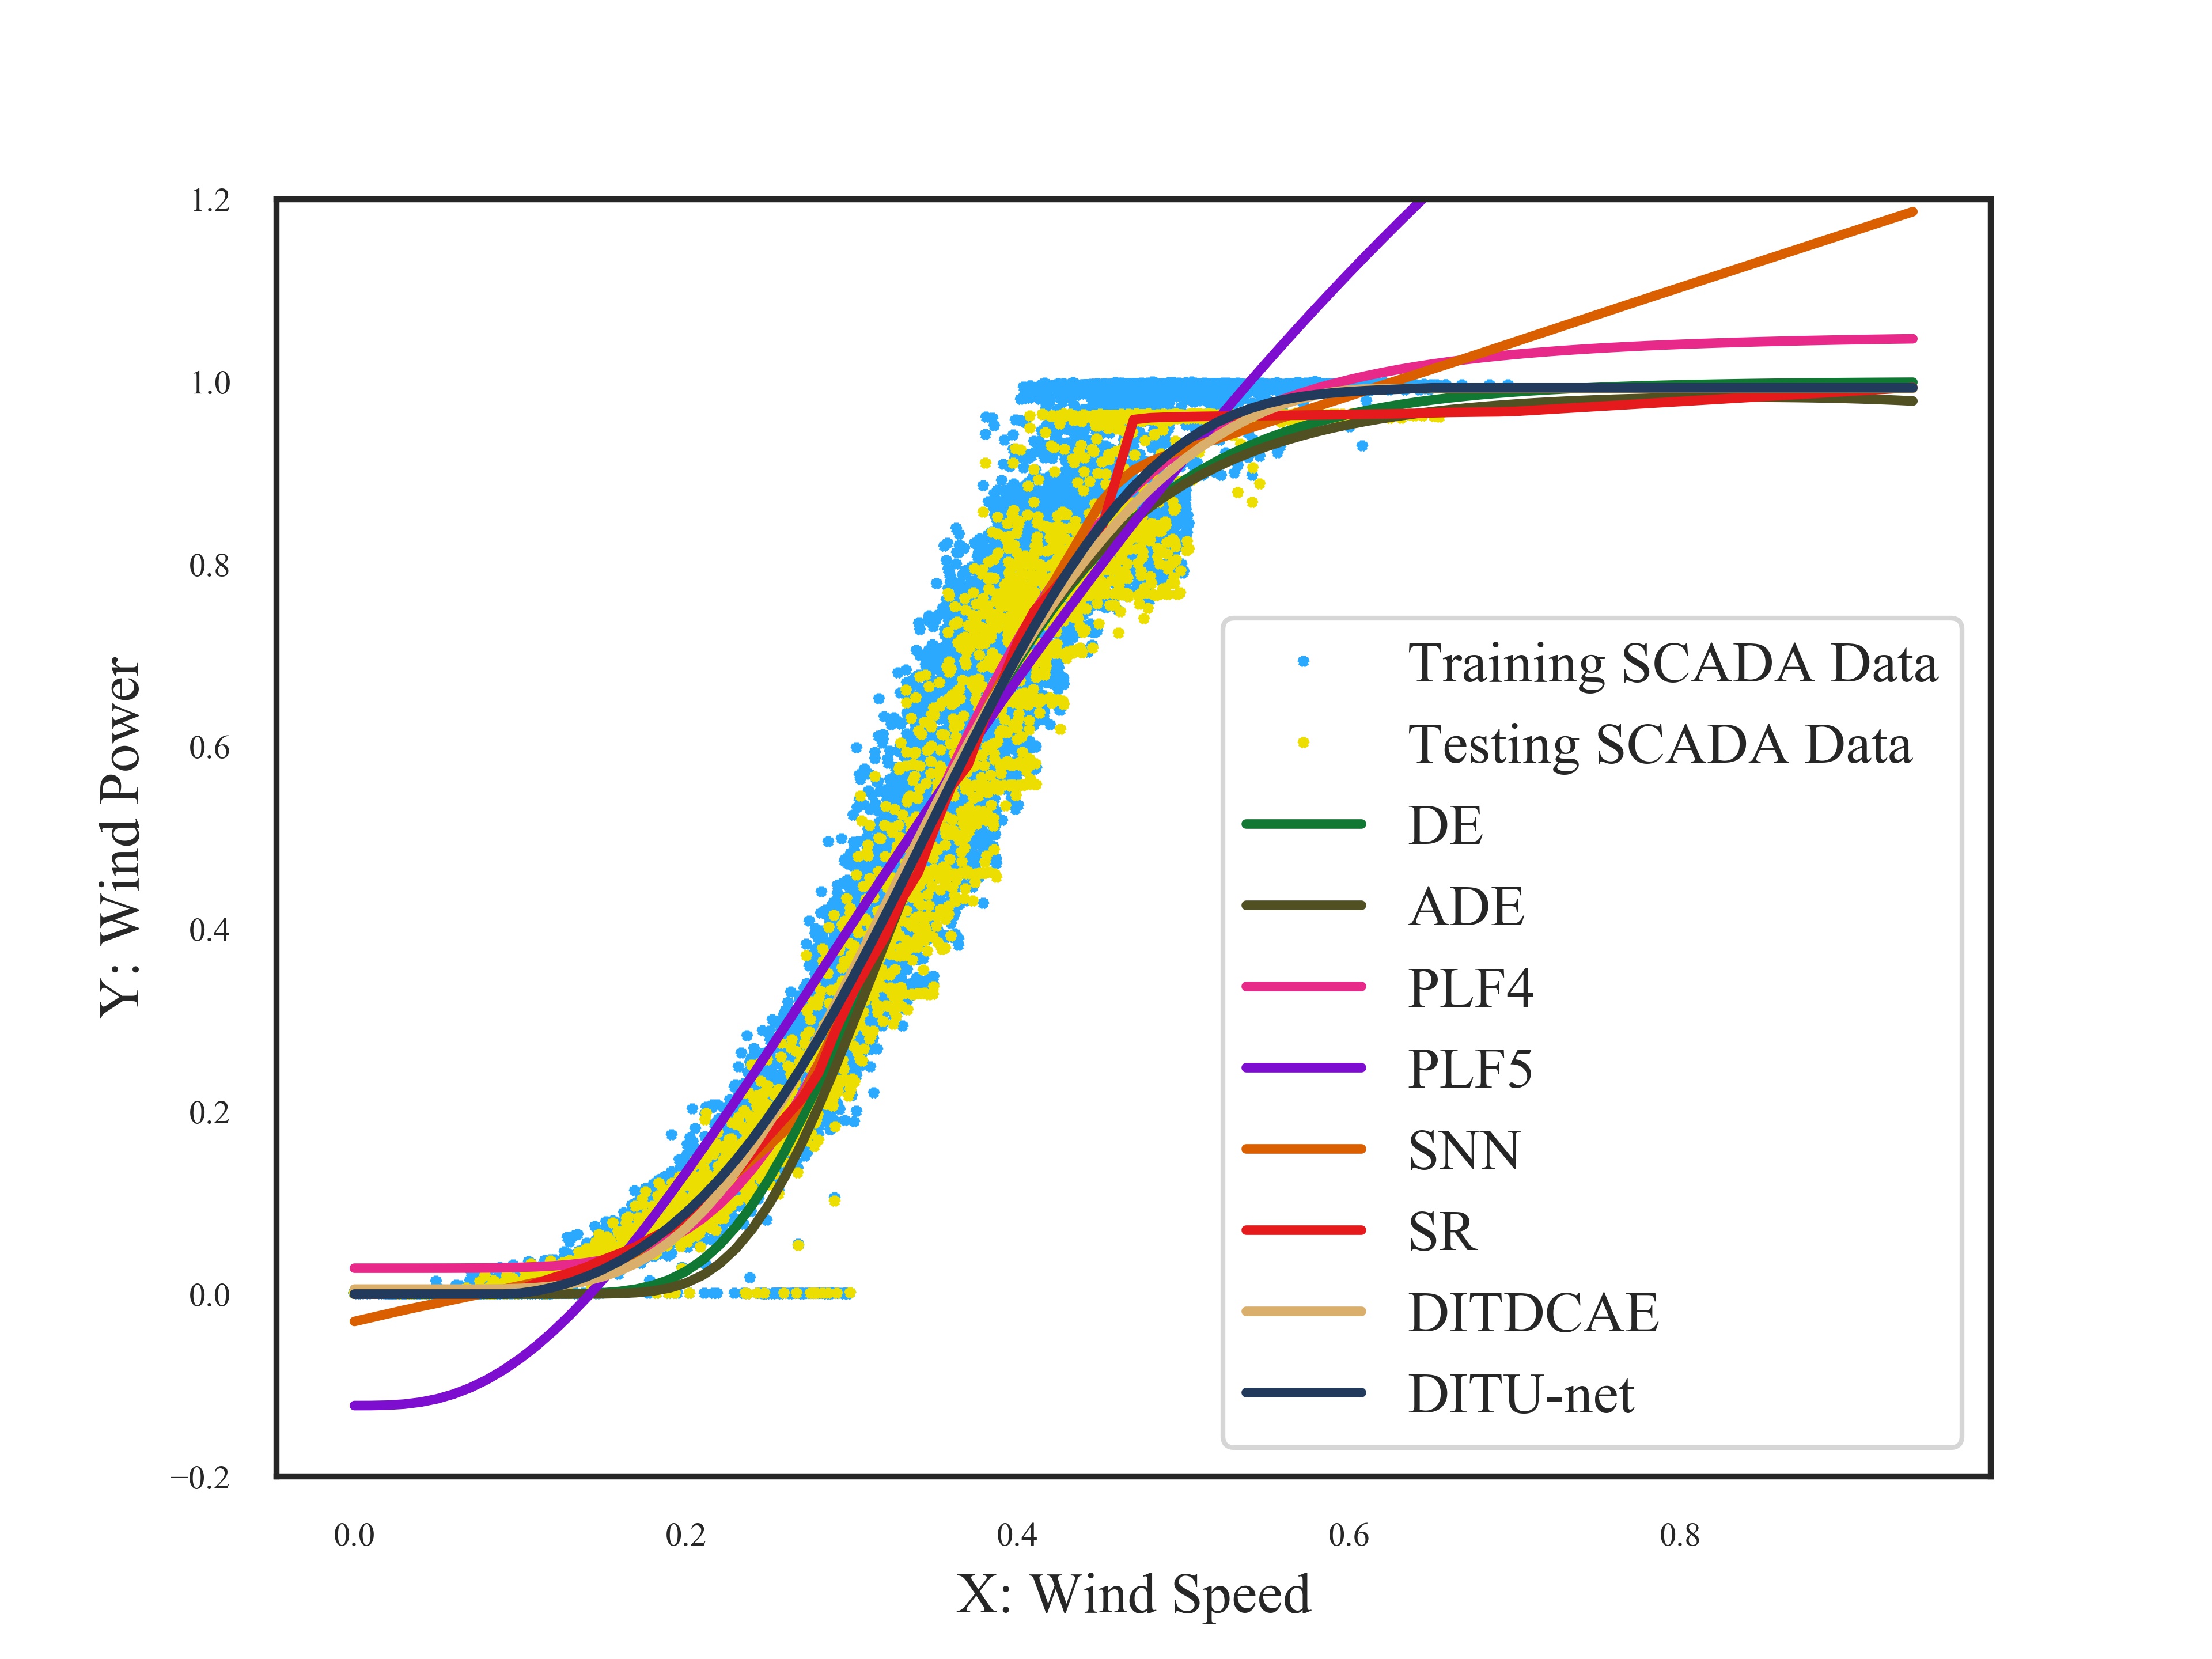 1.2
1.0
0.8
0.6
0.4
0.2
0.0
−0.2
Y: Wind Power
Training SCADA Data
Testing SCADA Data
DE
ADE
PLF4
PLF5
SNN
SR
DITDCAE
DITU-net
0.0 0.2 0.4 0.6 0.8
X: Wind Speed